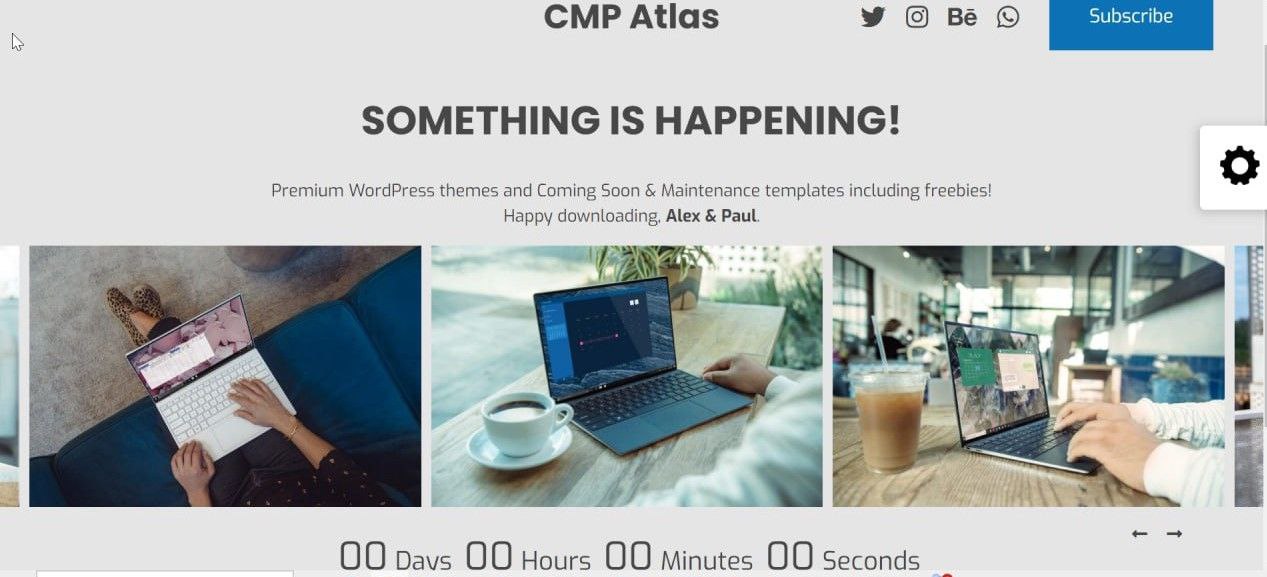 CMP Atlas
Bē
Subscribe
SOMETHING IS HAPPENING!
Premium WordPress themes and Coming Soon & Maintenance templates including freebies!
Happy downloading, Alex & Paul.
00 Days 00 Hours 00 Minutes 00 Seconds